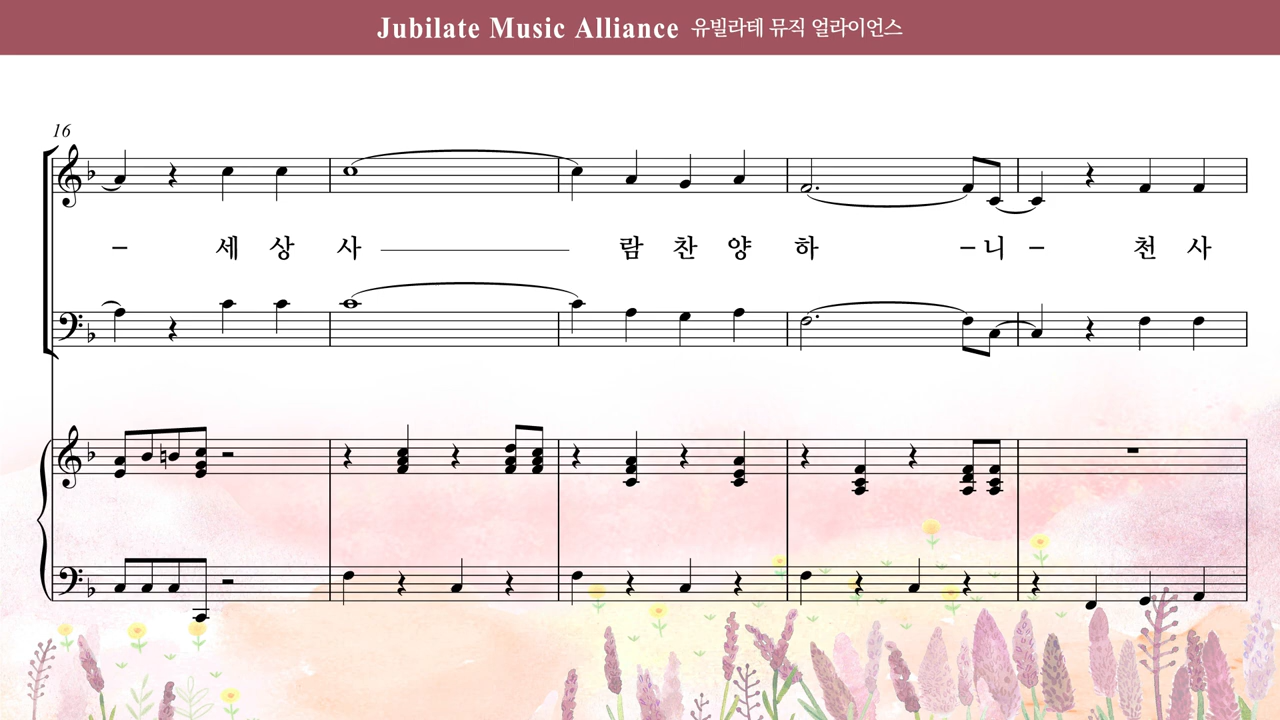 Jubilate Music Alliance 유빌라테 뮤직 얼라이언스
16
– 세 상 사 람 찬 양 하 – 니 – 천 사